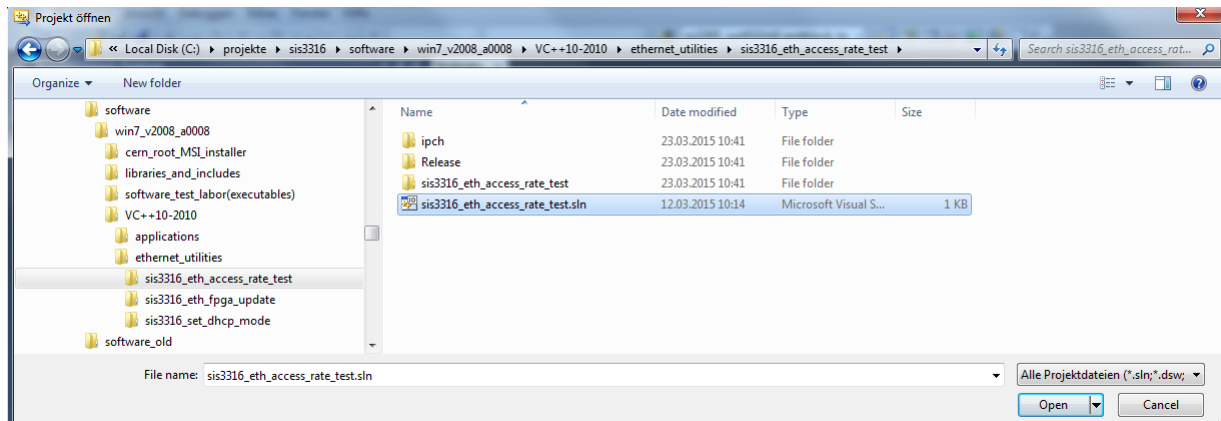 Projekt öffnen
« Local Disk (C:) ▸ projekte ▸ sis3316 ▸ software ▸ win7_v2008_a0008 ▸ VC++10-2010 ▸ ethernet_utilities ▸ sis3316_eth_access_rate_test ▸
Search sis3316_eth_access_rat...
Organize New folder
software
win7_v2008_a0008
cern_root_MSI_installer
libraries_and_includes
software_test_labor(executables)
VC++10-2010
applications
ethernet_utilities
sis3316_eth_access_rate_test
sis3316_eth_fpga_update
sis3316_set_dhcp_mode
software_old
Name Date modified Type Size
ipch 23.03.2015 10:41 File folder
Release 23.03.2015 10:41 File folder
sis3316_eth_access_rate_test 23.03.2015 10:41 File folder
sis3316_eth_access_rate_test.sln 12.03.2015 10:14 Microsoft Visual S... 1 KB
File name: sis3316_eth_access_rate_test.sln
Alle Projektdateien (*.sln;*.dsw;
Open Cancel